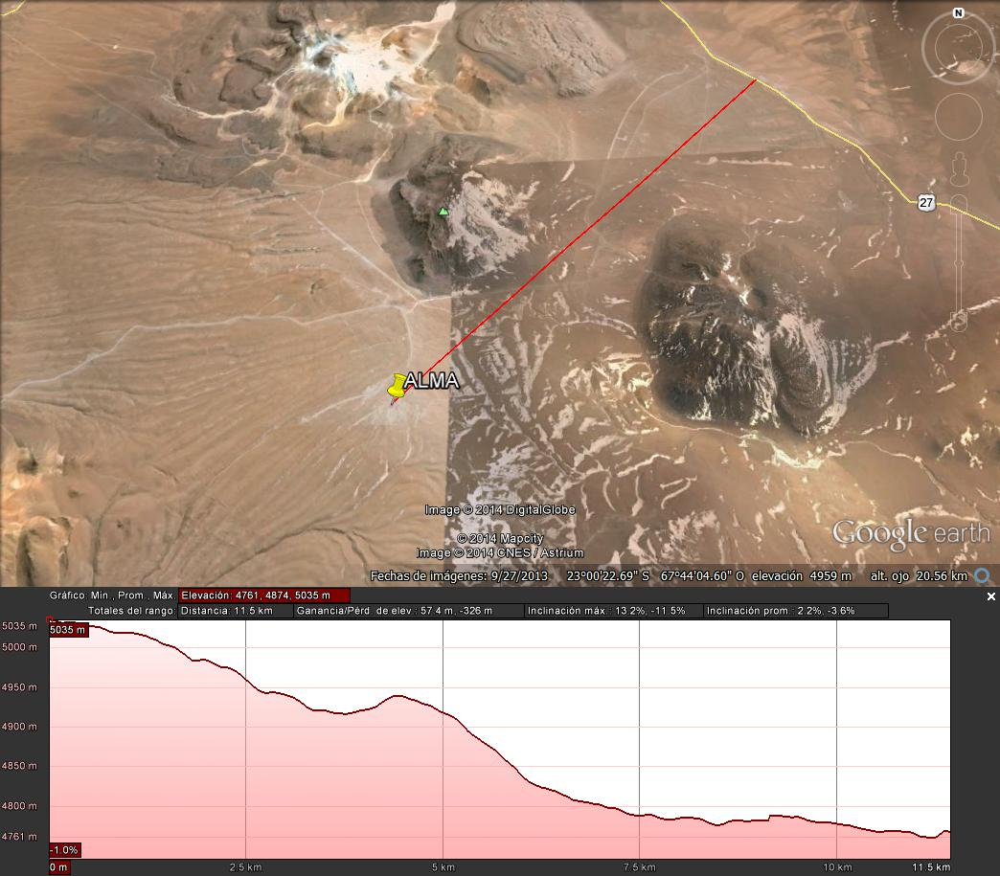 N
27
ALMA
Image © 2014 DigitalGlobe
© 2014 Mapcity
Image © 2014 CNES / Astrium
Google earth
Fechas de imágenes: 9/27/2013 23°00'22.69" S 67°44'04.60" O elevación 4959 m alt. ojo 20.56 km
Gráfico: Mín., Prom., Máx. Elevación: 4761, 4874, 5035 m
Totales del rango: Distancia: 11.5 km Ganancia/Pérd. de elev.: 57.4 m, -326 m Inclinación máx.: 13.2%, -11.5% Inclinación prom.: 2.2%, -3.6%
5035 m
5035 m
5000 m
4950 m
4900 m
4850 m
4800 m
4761 m
-1.0%
0 m 2.5 km 5 km 7.5 km 10 km 11.5 km